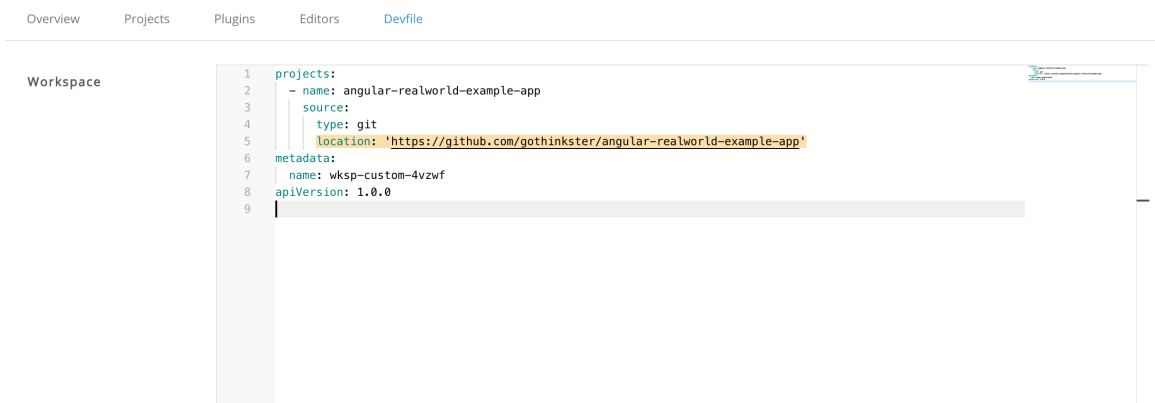 Overview Projects Plugins Editors Devfile
Workspace
1 projects:
2 - name: angular-realworld-example-app
3 source:
4 type: git
5 location: 'https://github.com/gothinkster/angular-realworld-example-app'
6 metadata:
7 name: wksp-custom-4vzwf
8 apiVersion: 1.0.0
9